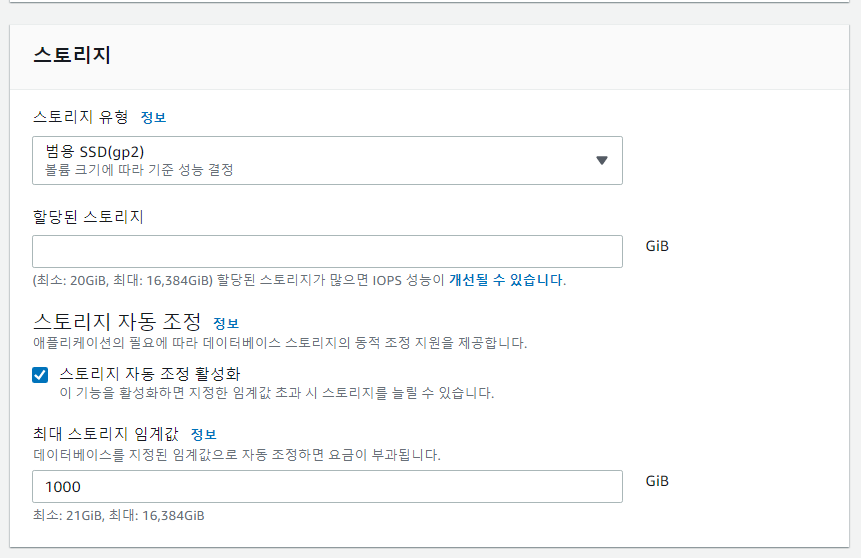 스토리지
스토리지 유형 정보
범용 SSD(gp2)
볼륨 크기에 따라 기준 성능 결정
할당된 스토리지
GiB
(최소: 20GiB, 최대: 16,384GiB) 할당된 스토리지가 많으면 IOPS 성능이 개선될 수 있습니다.
스토리지 자동 조정 정보
애플리케이션의 필요에 따라 데이터베이스 스토리지의 동적 조정 지원을 제공합니다.
스토리지 자동 조정 활성화
이 기능을 활성화하면 지정한 임계값 초과 시 스토리지를 늘릴 수 있습니다.
최대 스토리지 임계값 정보
데이터베이스를 지정된 임계값으로 자동 조정하면 요금이 부과됩니다.
1000 GiB
최소: 21GiB, 최대: 16,384GiB